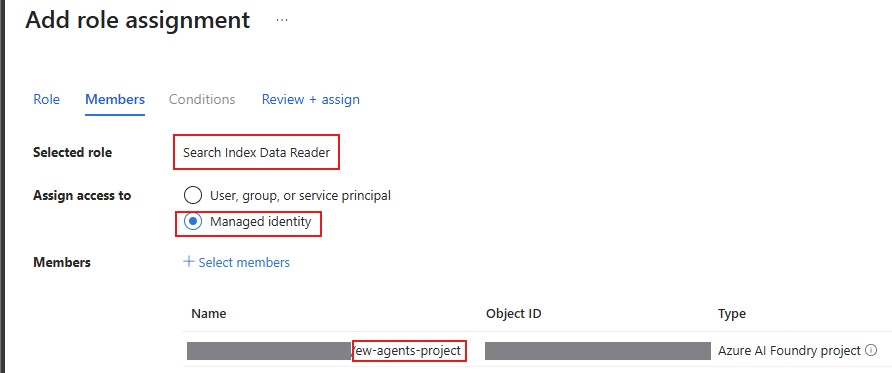 Add role assignment ...
Role Members Conditions Review + assign
Selected role Search Index Data Reader
Assign access to User, group, or service principal
Managed identity
Members + Select members
Name Object ID Type
/ew-agents-project Azure AI Foundry project